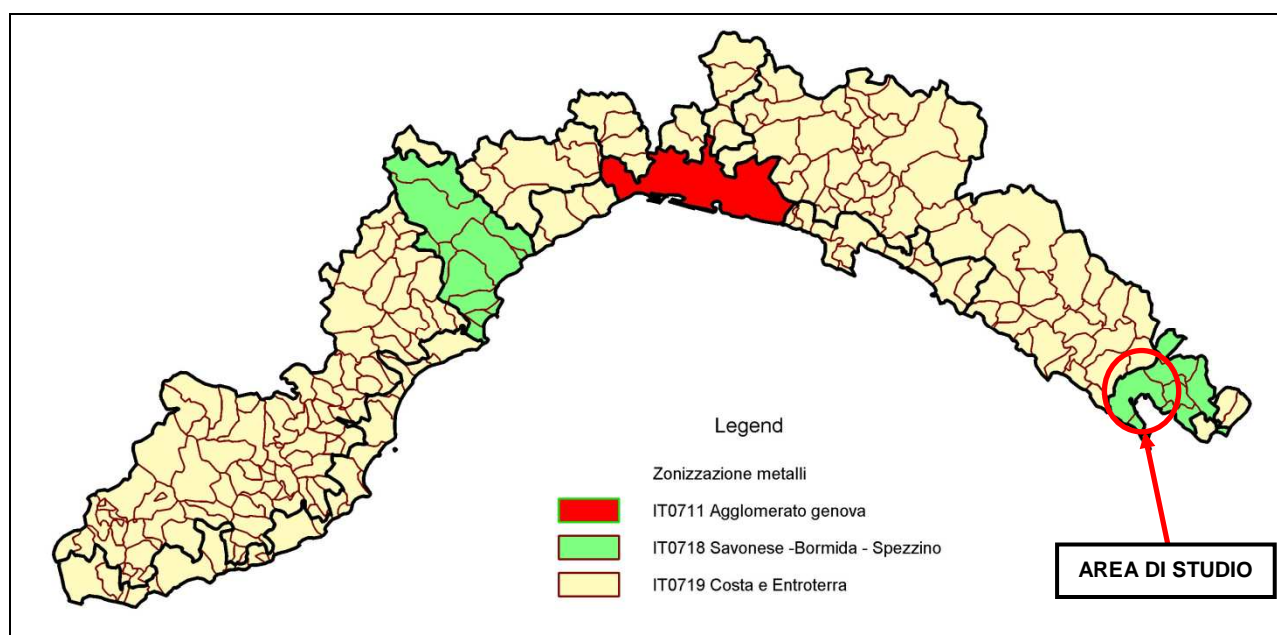 Legend
Zonizzazione metalli
IT0711 Agglomerato genova
IT0718 Savonese -Bormida - Spezzino
IT0719 Costa e Entroterra
AREA DI STUDIO